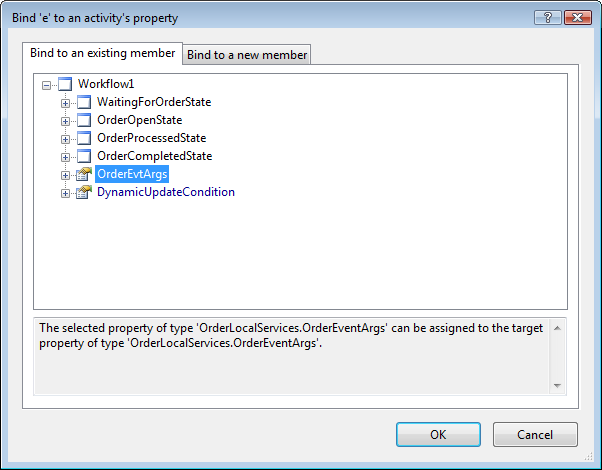 Bind 'e' to an activity's property
Bind to an existing member
Bind to a new member
Workflow1
WaitingForOrderState
OrderOpenState
OrderProcessedState
OrderCompletedState
OrderEvtArgs
DynamicUpdateCondition
The selected property of type 'OrderLocalServices.OrderEventArgs' can be assigned to the target
property of type 'OrderLocalServices.OrderEventArgs'.
OK
Cancel